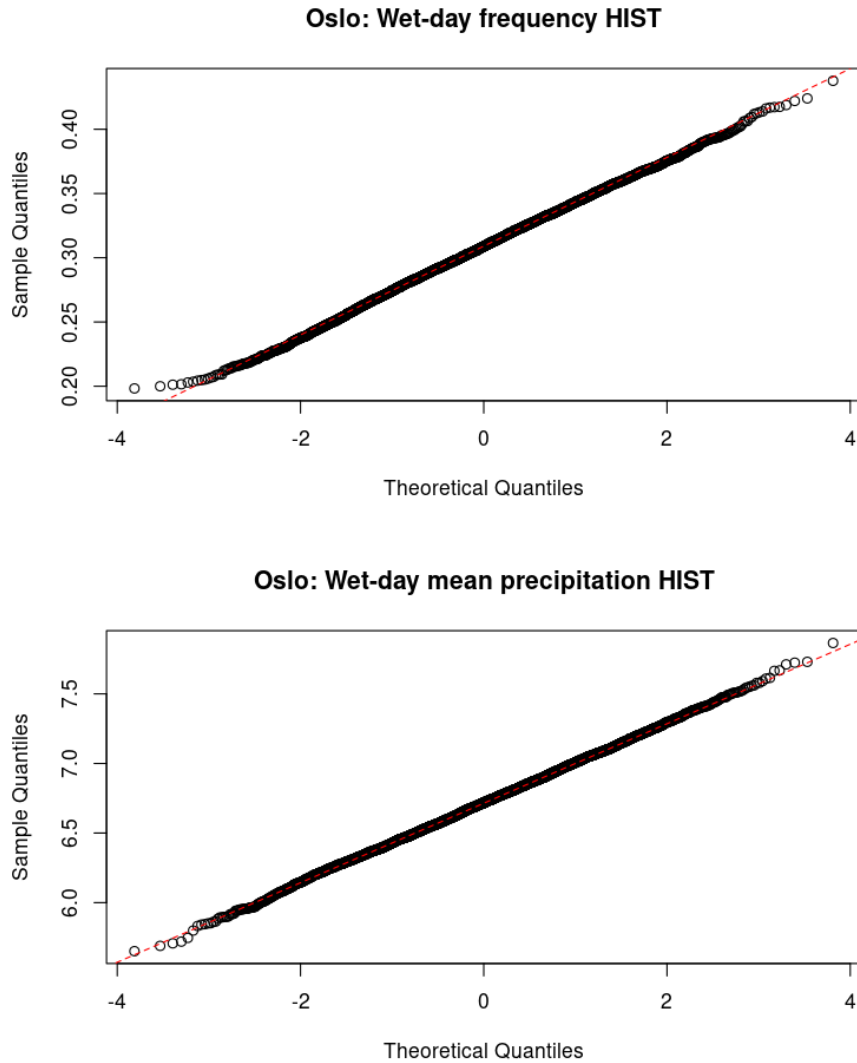 Oslo: Wet-day frequency HIST
Sample Quantiles
0.40
0.35
0.30
0.25
0.20
-4 -2 0 2 4
Theoretical Quantiles
Oslo: Wet-day mean precipitation HIST
Sample Quantiles
7.5
7.0
6.5
6.0
-4 -2 0 2 4
Theoretical Quantiles